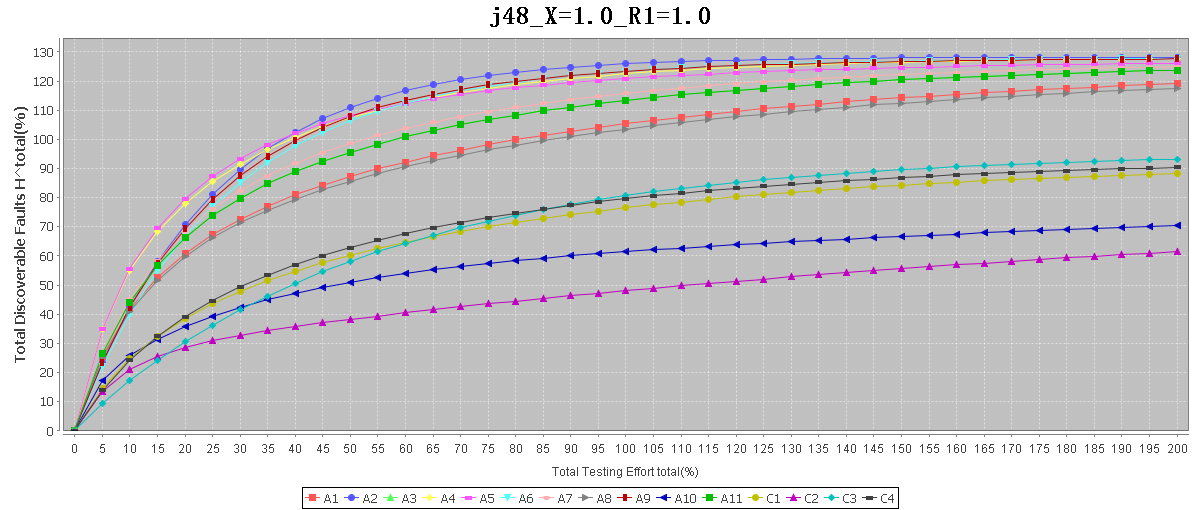 j48_X=1.0_R1=1.0
Total Discoverable Faults H^total(%)
130
120
110
100
90
80
70
60
50
40
30
20
10
0
0 5 10 15 20 25 30 35 40 45 50 55 60 65 70 75 80 85 90 95 100 105 110 115 120 125 130 135 140 145 150 155 160 165 170 175 180 185 190 195 200
Total Testing Effort total(%)
A1 A2 A3 A4 A5 A6 A7 A8 A9 A10 A11 C1 C2 C3 C4